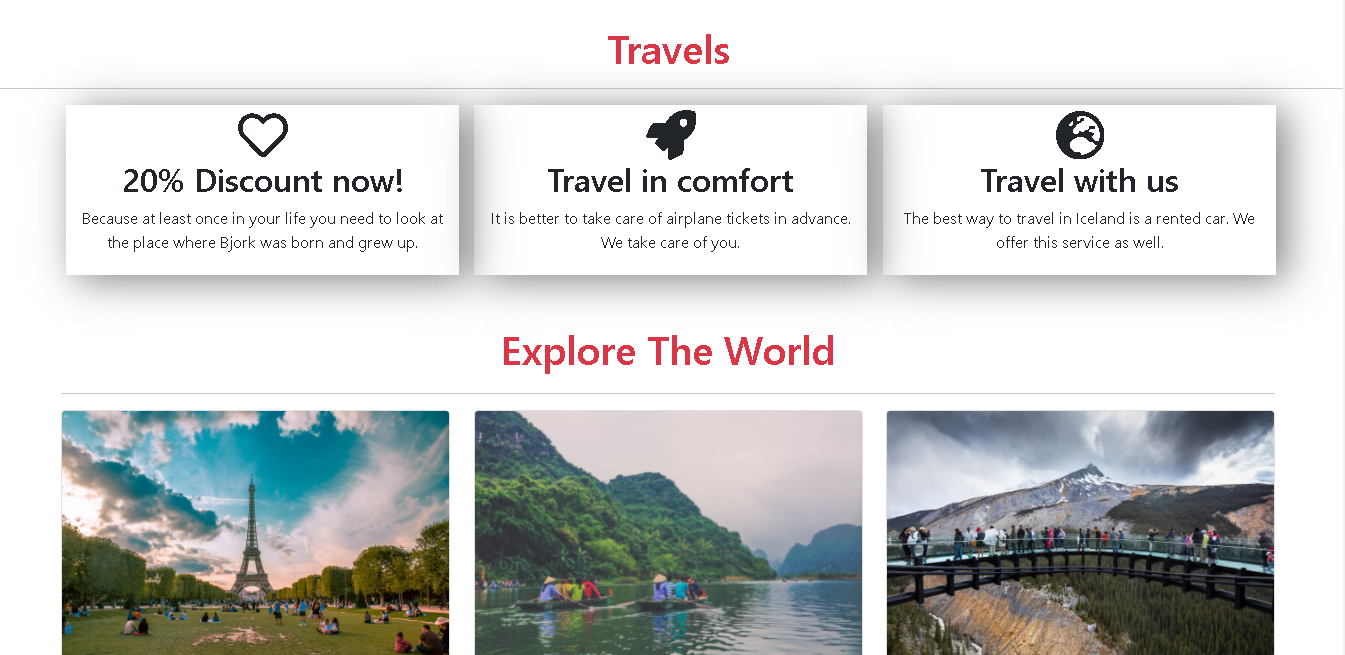 Travels
20% Discount now!
Because at least once in your life you need to look at
the place where Bjork was born and grew up.
Travel in comfort
It is better to take care of airplane tickets in advance.
We take care of you.
Travel with us
The best way to travel in Iceland is a rented car. We
offer this service as well.
Explore The World